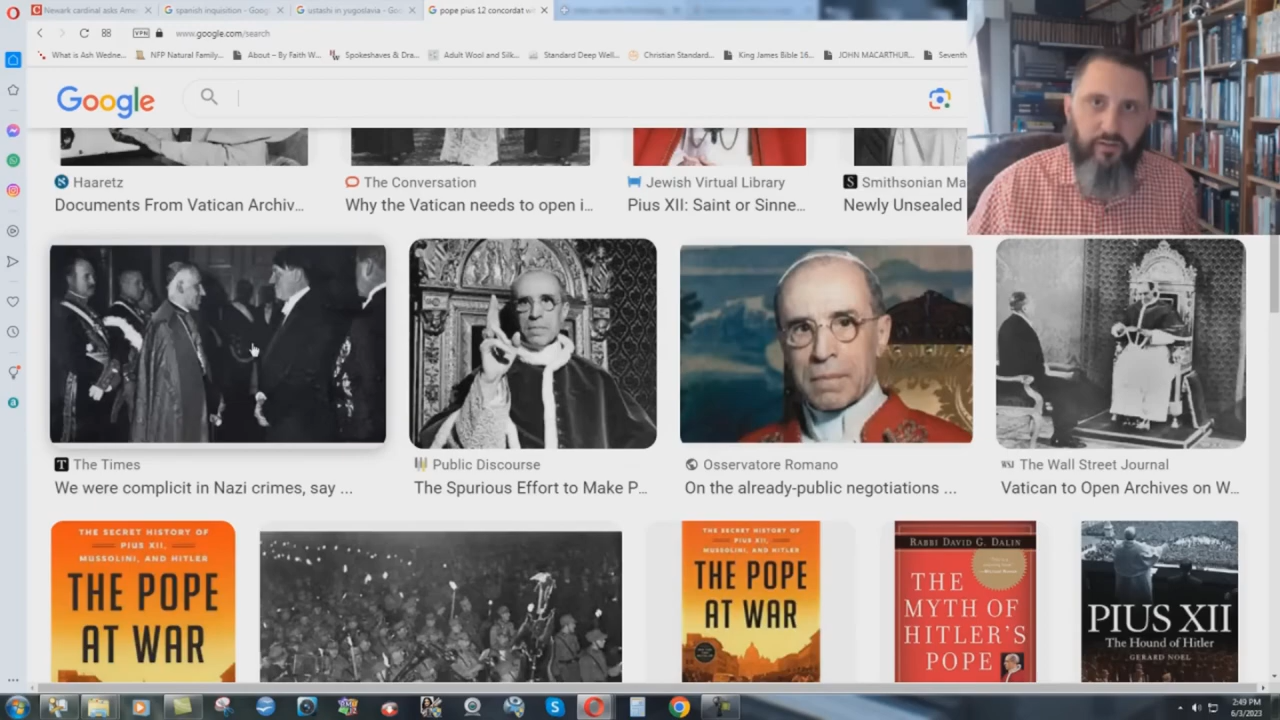 Newark cardinal asks Ame
spanish inquisition - Goog
ustashi in yugoslavia - Go
pope pius 12 concordat wi
VPN
www.google.com/search
What is Ash Wedne...
NFP Natural Family...
About – By Faith W...
Spokeshaves & Dra...
Adult Wool and Silk...
Standard Deep Well...
Christian Standard...
King James Bible 16...
JOHN MACARTHUR...
Seventh
Google
Haaretz
The Conversation
Jewish Virtual Library
Smithsonian Ma
Documents From Vatican Archiv...
Why the Vatican needs to open i...
Pius XII: Saint or Sinne...
Newly Unsealed
The Times
Public Discourse
Osservatore Romano
WSJ The Wall Street Journal
We were complicit in Nazi crimes, say ...
The Spurious Effort to Make P...
On the already-public negotiations ...
Vatican to Open Archives on W...
THE SECRET HISTORY OF
PIUS XII,
MUSSOLINI, AND HITLER
THE POPE
AT WAR
THE SECRET HISTORY OF
PIUS XII,
MUSSOLINI, AND HITLER
THE POPE
AT WAR
RABBI DAVID G. DALIN
THE
MYTH OF
HITLER'S
POPE
PIUS XII
The Hound of Hitler
GERARD NOEL
2:49 PM
6/3/2023